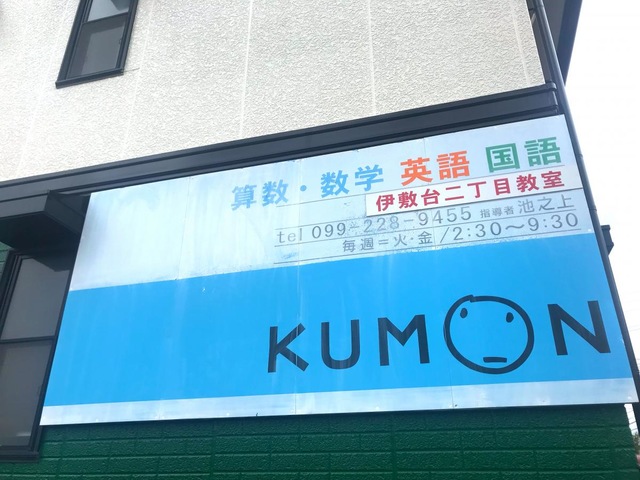 算数・数学 英語 国語
伊敷台二丁目教室
tel 099-228-9455 指導者 池之上
毎週=火・金/2:30～9:30
KUMON